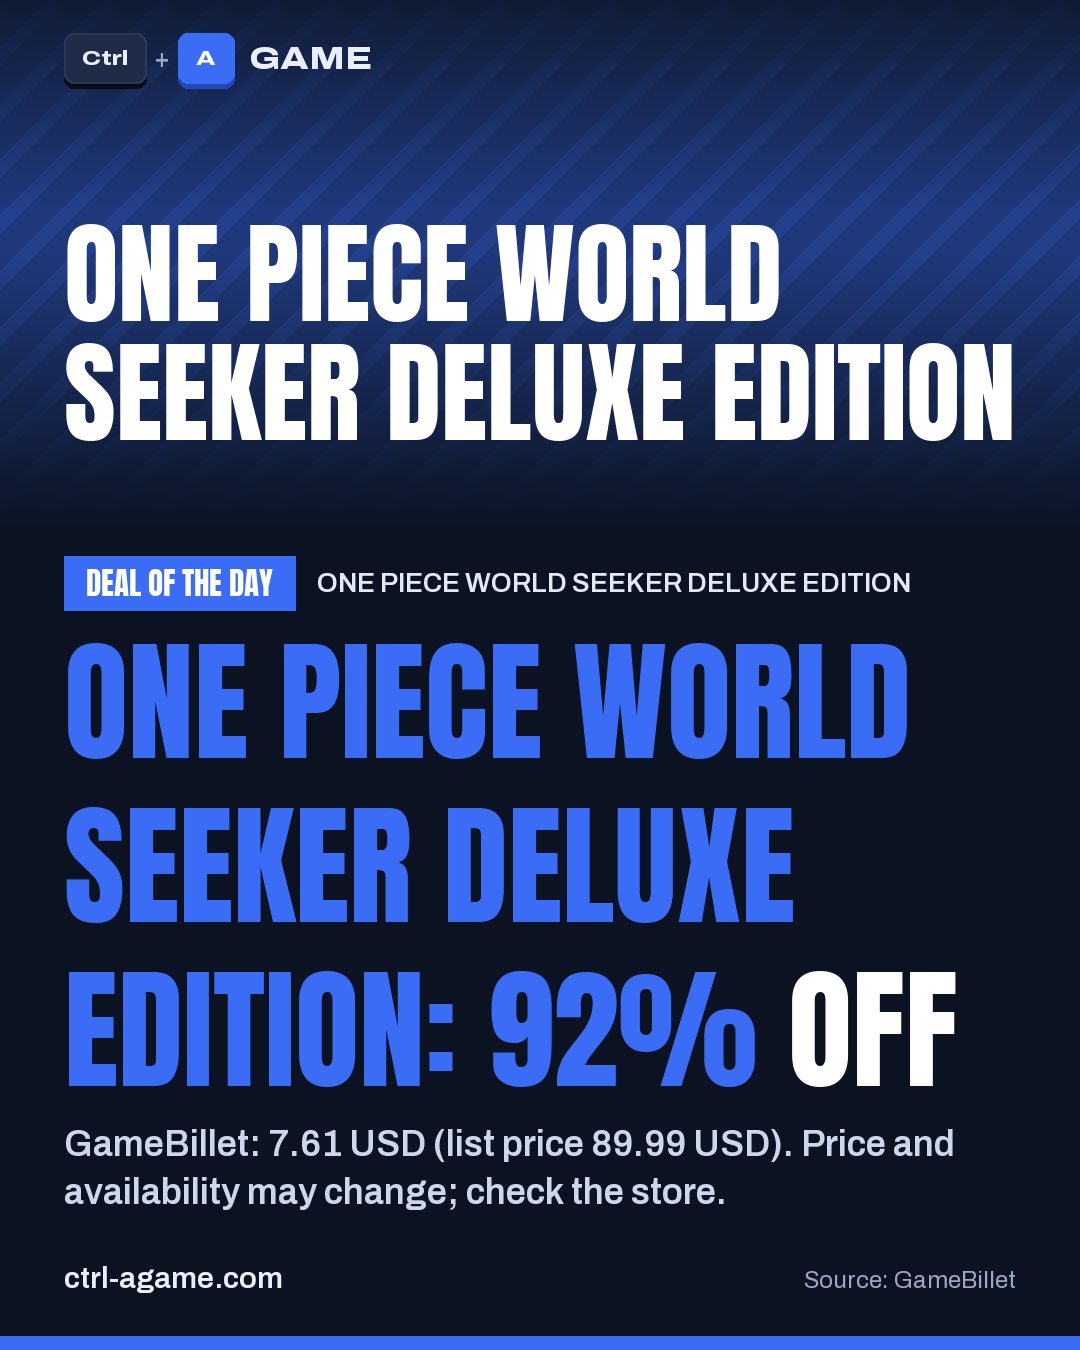 Ctrl + A GAME
ONE PIECE WORLD
SEEKER DELUXE EDITION
DEAL OF THE DAY ONE PIECE WORLD SEEKER DELUXE EDITION
ONE PIECE WORLD
SEEKER DELUXE
EDITION: 92% OFF
GameBillet: 7.61 USD (list price 89.99 USD). Price and
availability may change; check the store.
ctrl-agame.com Source: GameBillet